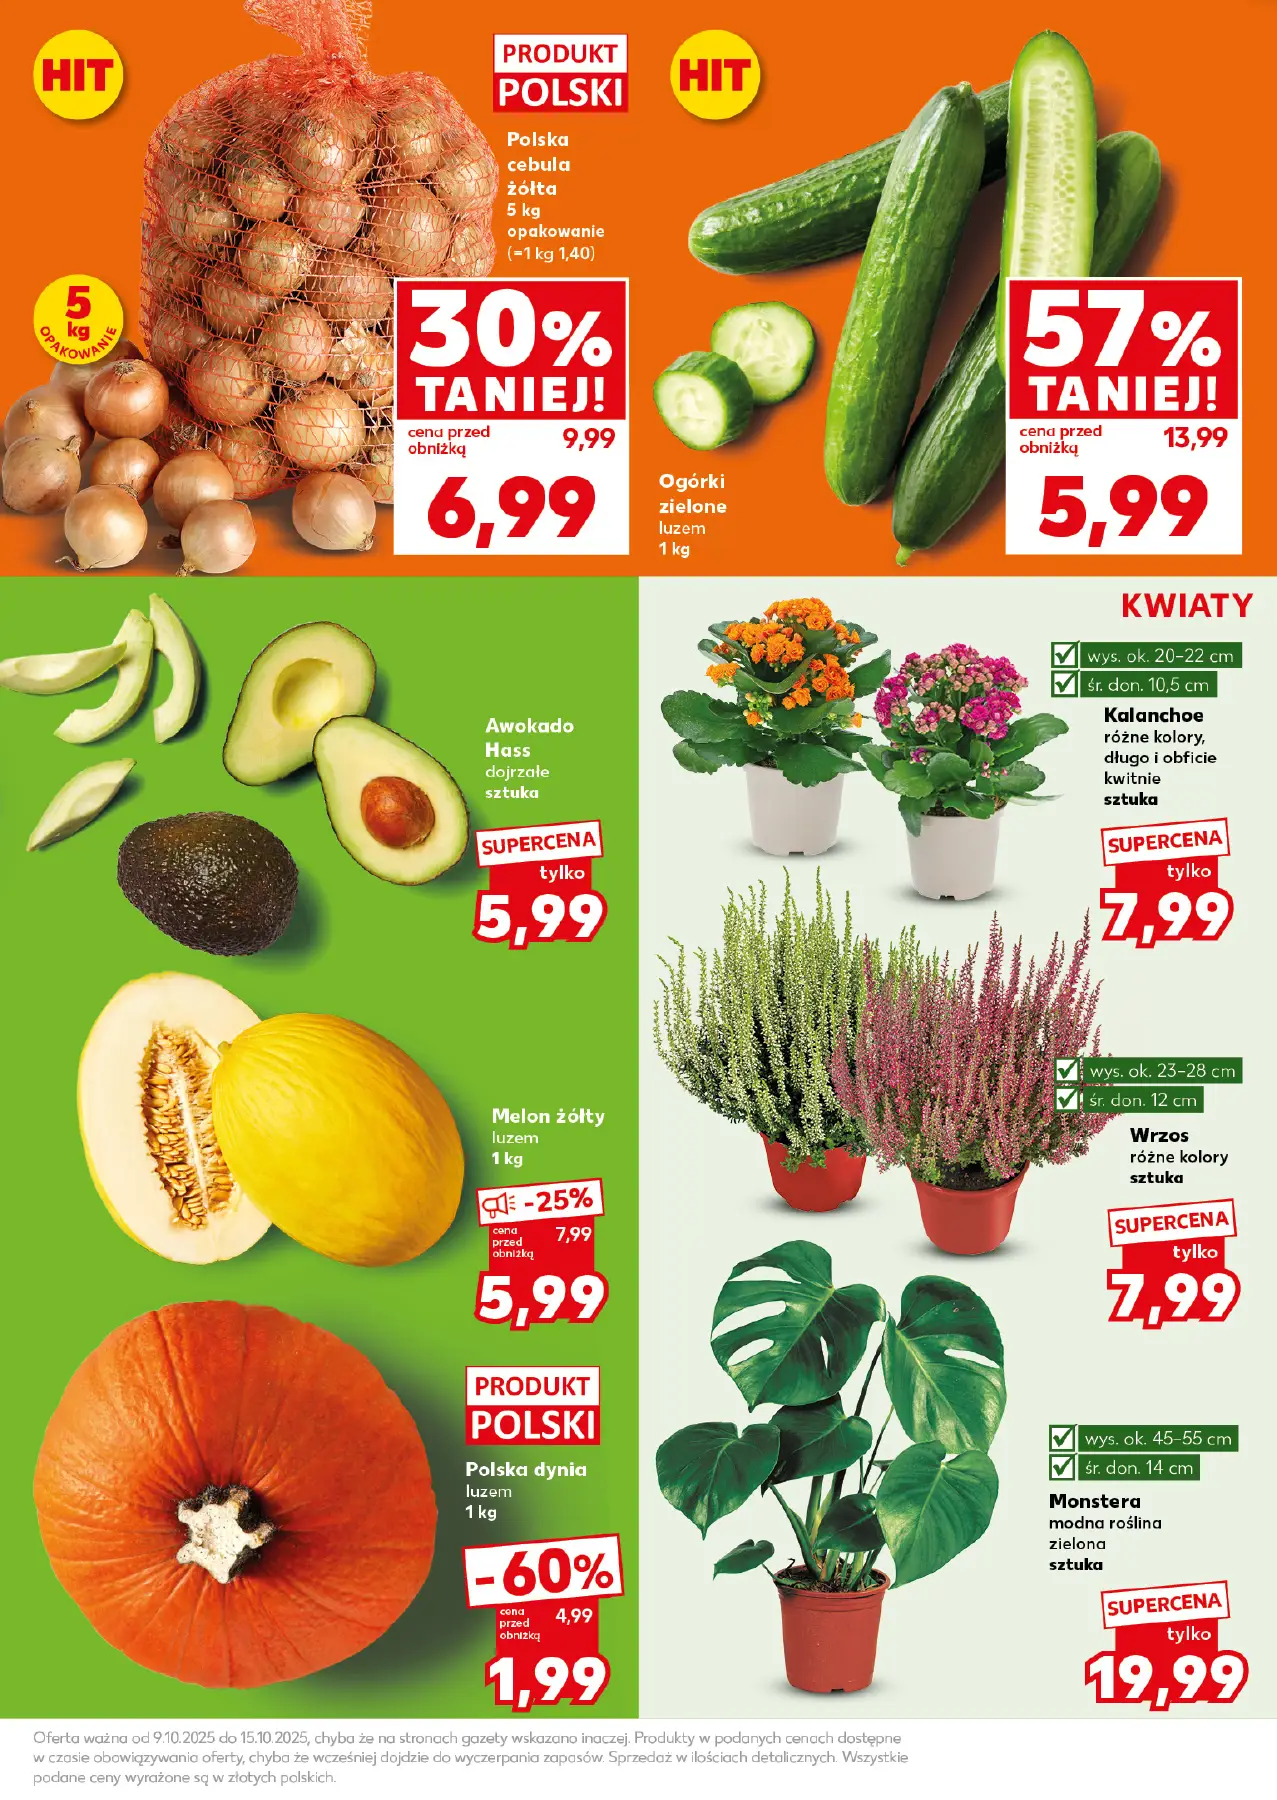 HIT
PRODUKT
POLSKI
Polska
cebula
żółta
5 kg
opakowanie
(=1 kg 1,40)
5
kg
OPAKOWANIE
30%
TANIEJ!
cena przed
obniżką
9,99
6,99
HIT
57%
TANIEJ!
cena przed
obniżką
13,99
5,99
Ogórki
zielone
luzem
1 kg
Awokado
Hass
dojrzałe
sztuka
SUPERCENA
tylko
5,99
Melon żółty
luzem
1 kg
-25%
cena
przed
obniżką
7,99
5,99
PRODUKT
POLSKI
Polska dynia
luzem
1 kg
-60%
cena
przed
obniżką
4,99
1,99
KWIATY
wys. ok. 20–22 cm
śr. don. 10,5 cm
Kalanchoe
różne kolory,
długo i obficie
kwitnie
sztuka
SUPERCENA
tylko
7,99
wys. ok. 23–28 cm
śr. don. 12 cm
Wrzos
różne kolory
sztuka
SUPERCENA
tylko
7,99
wys. ok. 45–55 cm
śr. don. 14 cm
Monstera
modna roślina
zielona
sztuka
SUPERCENA
tylko
19,99
Oferta ważna od 9.10.2025 do 15.10.2025, chyba że na stronach gazety wskazano inaczej. Produkty w podanych cenach dostępne
w czasie obowiązywania oferty, chyba że wcześniej dojdzie do wyczerpania zapasów. Sprzedaż w ilościach detalicznych. Wszystkie
podane ceny wyrażone są w złotych polskich.